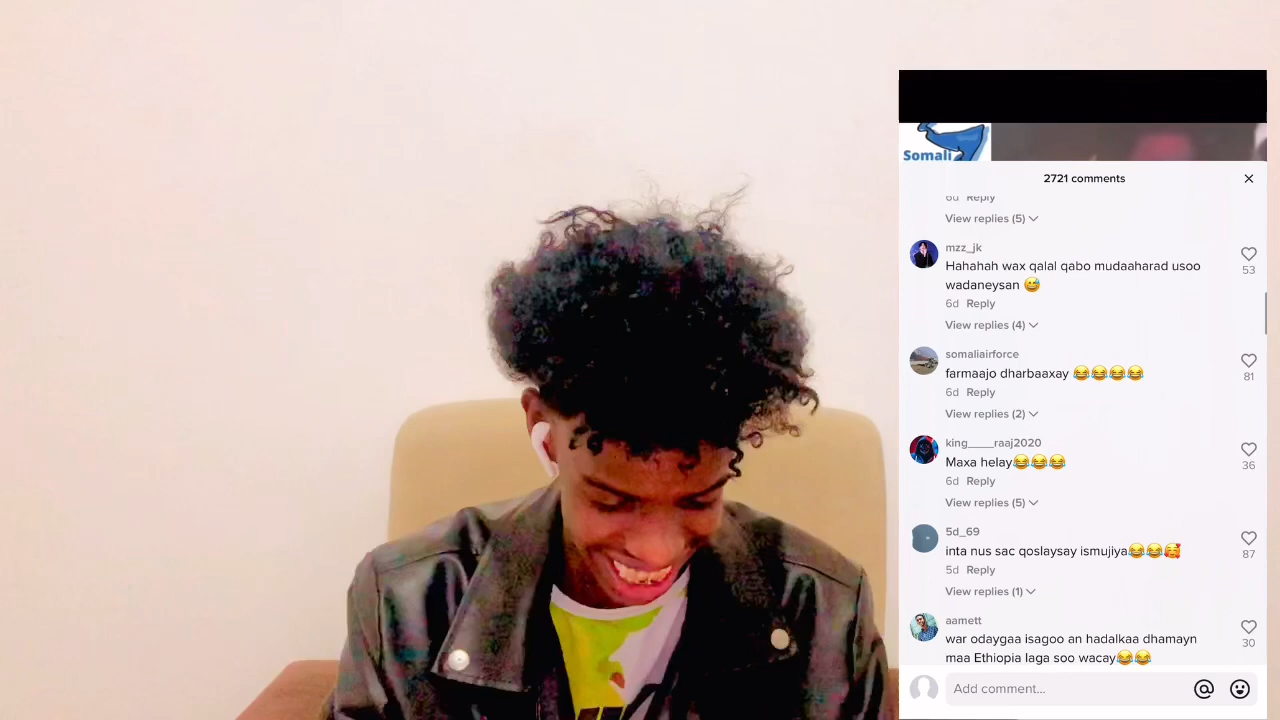 Somali
2721 comments
6d Reply
View replies (5)
mzz_jk
Hahahah wax qalal qabo mudaaharad usoo
wadaneysan 😅
53
6d Reply
View replies (4)
somaliairforce
farmaajo dharbaaxay 😂😂😂😂
81
6d Reply
View replies (2)
king____raaj2020
Maxa helay😂😂😂
36
6d Reply
View replies (5)
5d_69
inta nus sac qoslaysay ismujiya😂😂🥰
87
5d Reply
View replies (1)
aamett
war odaygaa isagoo an hadalkaa dhamayn
30
maa Ethiopia laga soo wacay😂😂
Add comment...